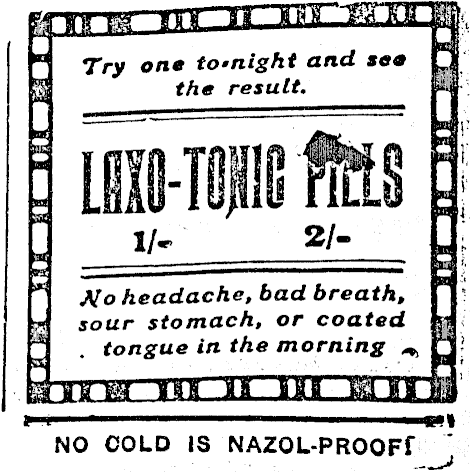 Try one to-night and see
the result.
LAXO-TONIC PILLS
1/- 2/-
No headache, bad breath,
sour stomach, or coated
tongue in the morning
NO COLD IS NAZOL-PROOF!